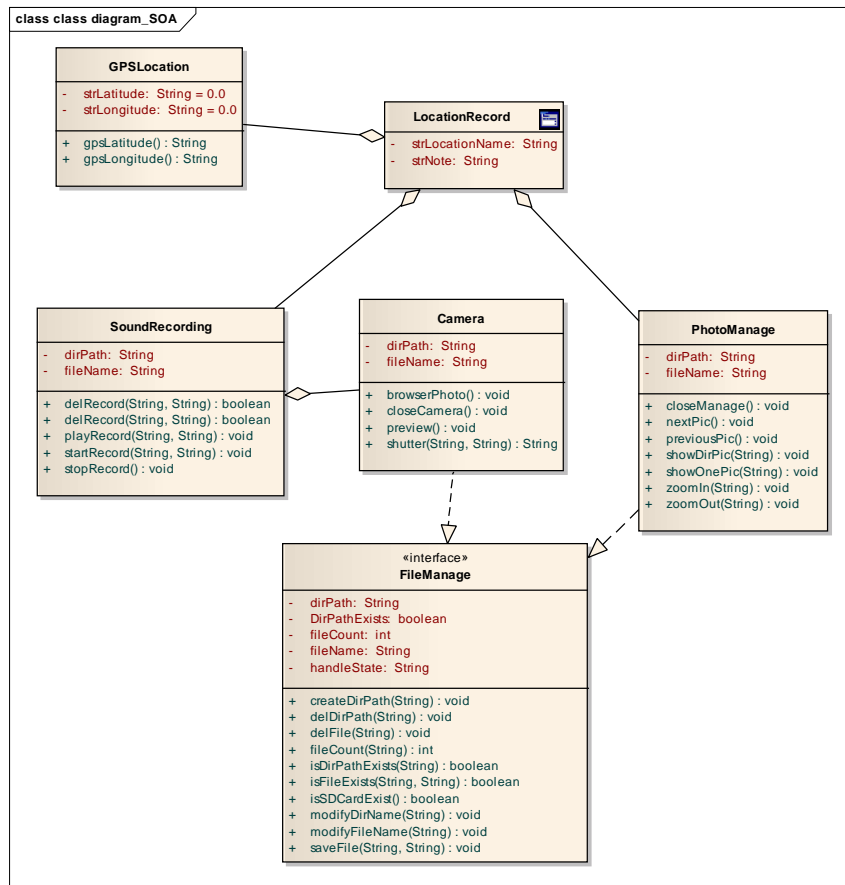 class class diagram_SOA
GPSLocation
- strLatitude: String = 0.0
- strLongitude: String = 0.0
+ gpsLatitude() : String
+ gpsLongitude() : String
LocationRecord
- strLocationName: String
- strNote: String
SoundRecording
- dirPath: String
- fileName: String
+ delRecord(String, String) : boolean
+ delRecord(String, String) : boolean
+ playRecord(String, String) : void
+ startRecord(String, String) : void
+ stopRecord() : void
Camera
- dirPath: String
- fileName: String
+ browserPhoto() : void
+ closeCamera() : void
+ preview() : void
+ shutter(String, String) : String
PhotoManage
- dirPath: String
- fileName: String
+ closeManage() : void
+ nextPic() : void
+ previousPic() : void
+ showDirPic(String) : void
+ showOnePic(String) : void
+ zoomIn(String) : void
+ zoomOut(String) : void
«interface»
FileManage
- dirPath: String
- DirPathExists: boolean
- fileCount: int
- fileName: String
- handleState: String
+ createDirPath(String) : void
+ delDirPath(String) : void
+ delFile(String) : void
+ fileCount(String) : int
+ isDirPathExists(String) : boolean
+ isFileExists(String, String) : boolean
+ isSDCardExist() : boolean
+ modifyDirName(String) : void
+ modifyFileName(String) : void
+ saveFile(String, String) : void